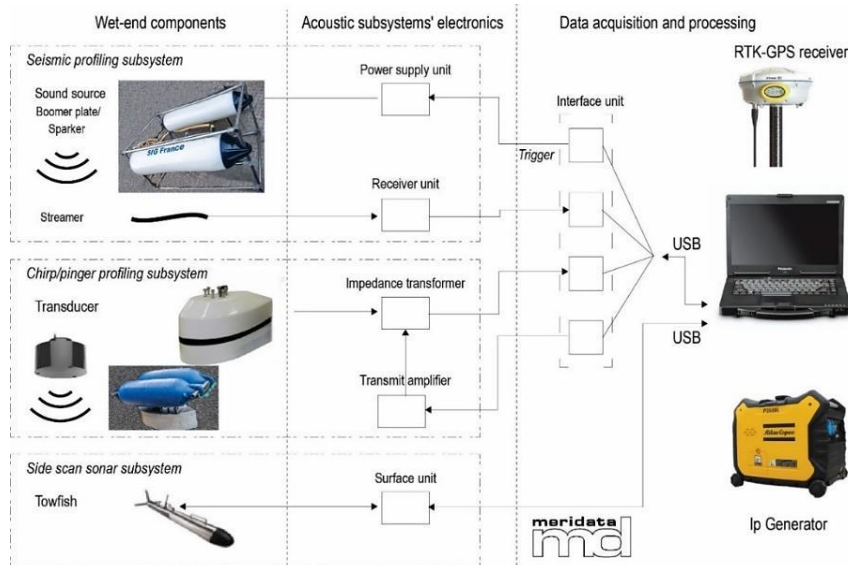 Wet-end components
Acoustic subsystems' electronics
Data acquisition and processing
Seismic profiling subsystem
Sound source
Boomer plate/
Sparker
SIG France
Streamer
Power supply unit
Receiver unit
Interface unit
Trigger
RTK-GPS receiver
USB
USB
Chirp/pinger profiling subsystem
Transducer
Impedance transformer
Transmit amplifier
Side scan sonar subsystem
Towfish
Surface unit
meridata
md
Panasonic
AtlasCopco
Ip Generator